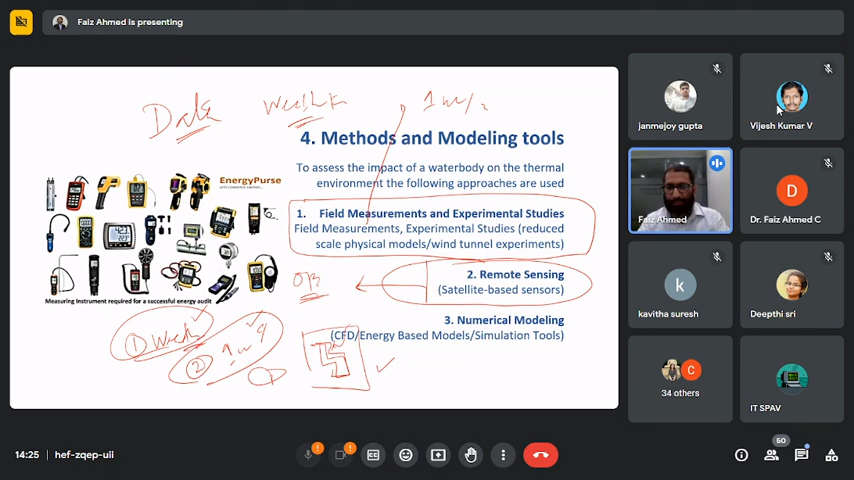 Faiz Ahmed is presenting
Data
4. Methods and Modeling tools
To assess the impact of a waterbody on the thermal
environment the following approaches are used
EnergyPurse
1. Field Measurements and Experimental Studies
Field Measurements, Experimental Studies (reduced
scale physical models/wind tunnel experiments)
2. Remote Sensing
(Satellite-based sensors)
OR
Measuring Instrument required for a successful energy audit
3. Numerical Modeling
(CFD/Energy Based Models/Simulation Tools)
1
2
janmejoy gupta
Vijesh Kumar V
Faiz Ahmed
D
Dr. Faiz Ahmed C
k
kavitha suresh
Deepthi sri
C
34 others
IT SPAV
14:25 hef-zqep-uii
50